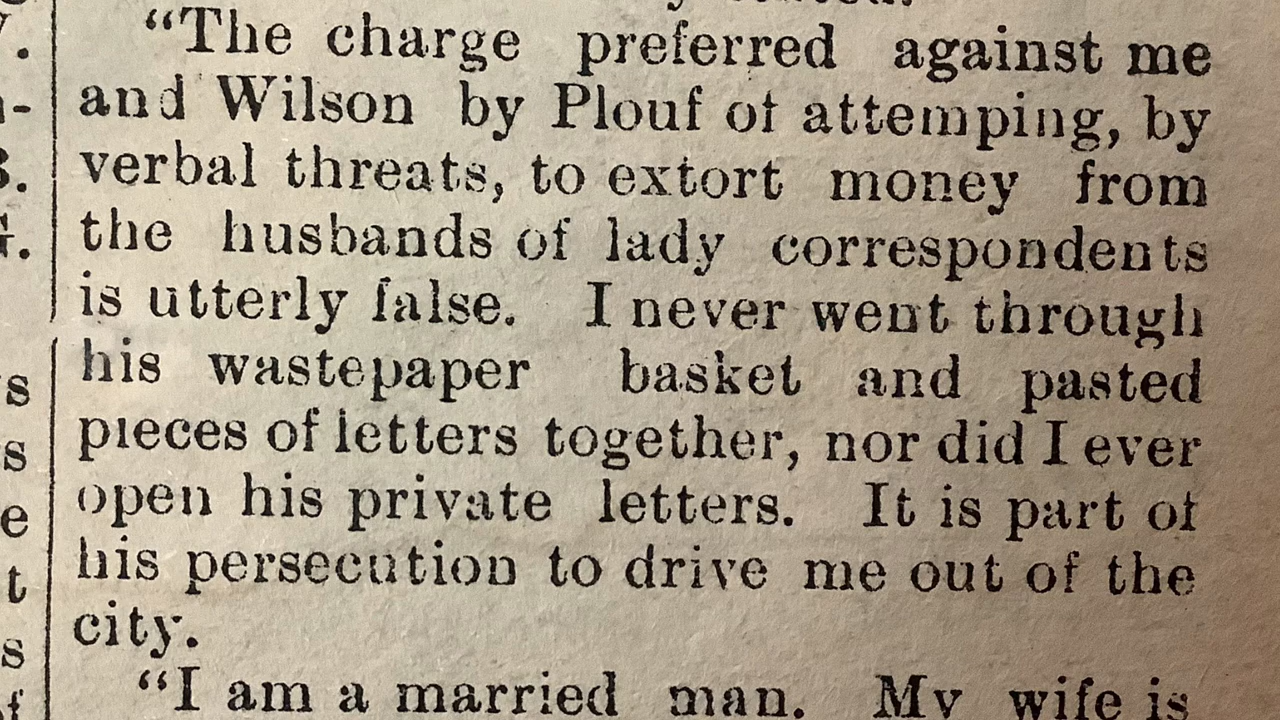 “The charge preferred against me
and Wilson by Plouf of attemping, by
verbal threats, to extort money from
the husbands of lady correspondents
is utterly false. I never went through
his wastepaper basket and pasted
pieces of letters together, nor did I ever
open his private letters. It is part of
his persecution to drive me out of the
city.
“I am a married man. My wife is